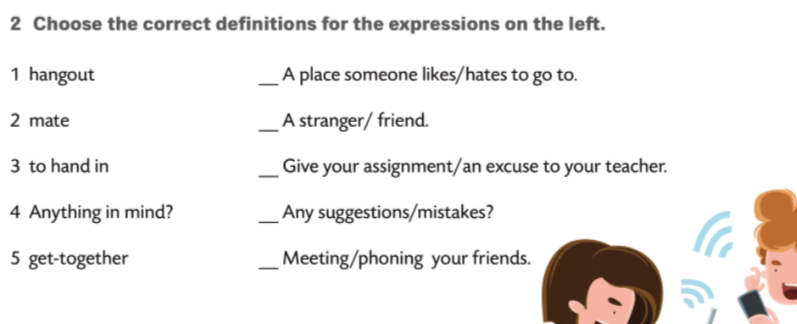 2 Choose the correct definitions for the expressions on the left.
1 hangout __ A place someone likes/hates to go to.
2 mate __ A stranger/ friend.
3 to hand in __ Give your assignment/an excuse to your teacher.
4 Anything in mind? __ Any suggestions/mistakes?
5 get-together __ Meeting/phoning your friends.